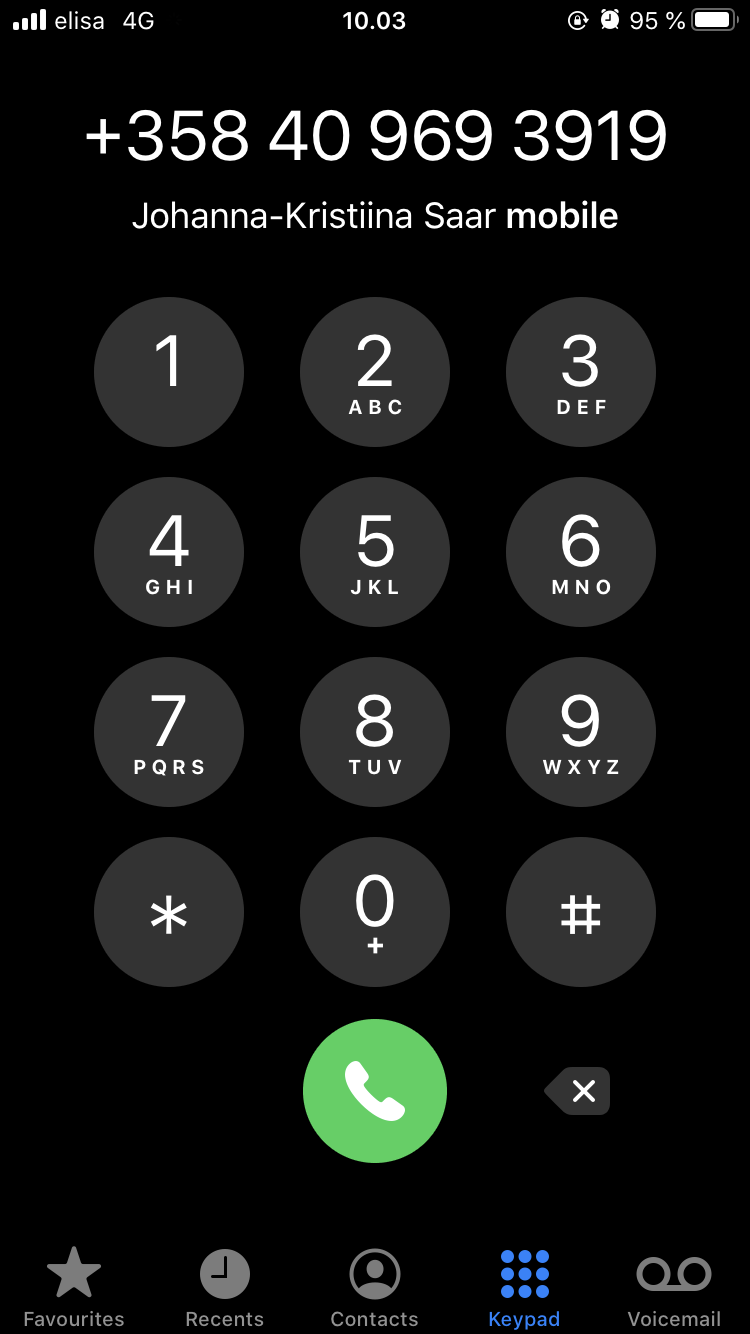 elisa 4G 10.03 95 %
+358 40 969 3919
Johanna-Kristiina Saar mobile
1 2 3
ABC DEF
4 5 6
GHI JKL MNO
7 8 9
PQRS TUV WXYZ
* 0 #
+
Favourites Recents Contacts Keypad Voicemail